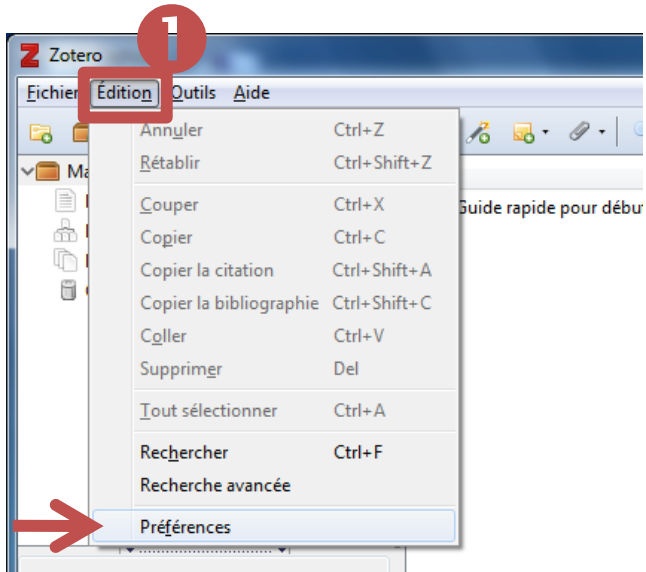 1
Zotero
Fichier Édition Outils Aide
Annuler Ctrl+Z
Rétablir Ctrl+Shift+Z
Couper Ctrl+X
Copier Ctrl+C
Copier la citation Ctrl+Shift+A
Copier la bibliographie Ctrl+Shift+C
Coller Ctrl+V
Supprimer Del
Tout sélectionner Ctrl+A
Rechercher Ctrl+F
Recherche avancée
Préférences
Ma
Guide rapide pour débu